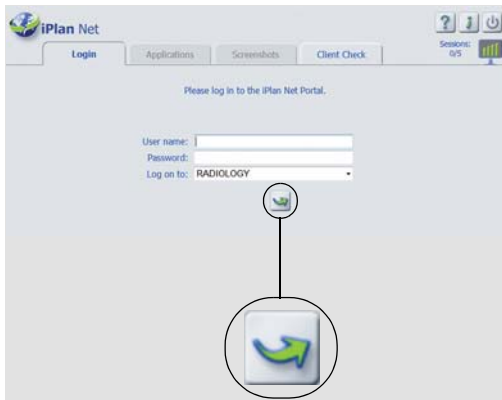 iPlan Net
Login
Applications
Screenshots
Client Check
Sessions:
0/5
Please log in to the iPlan Net Portal.
User name:
Password:
Log on to: RADIOLOGY